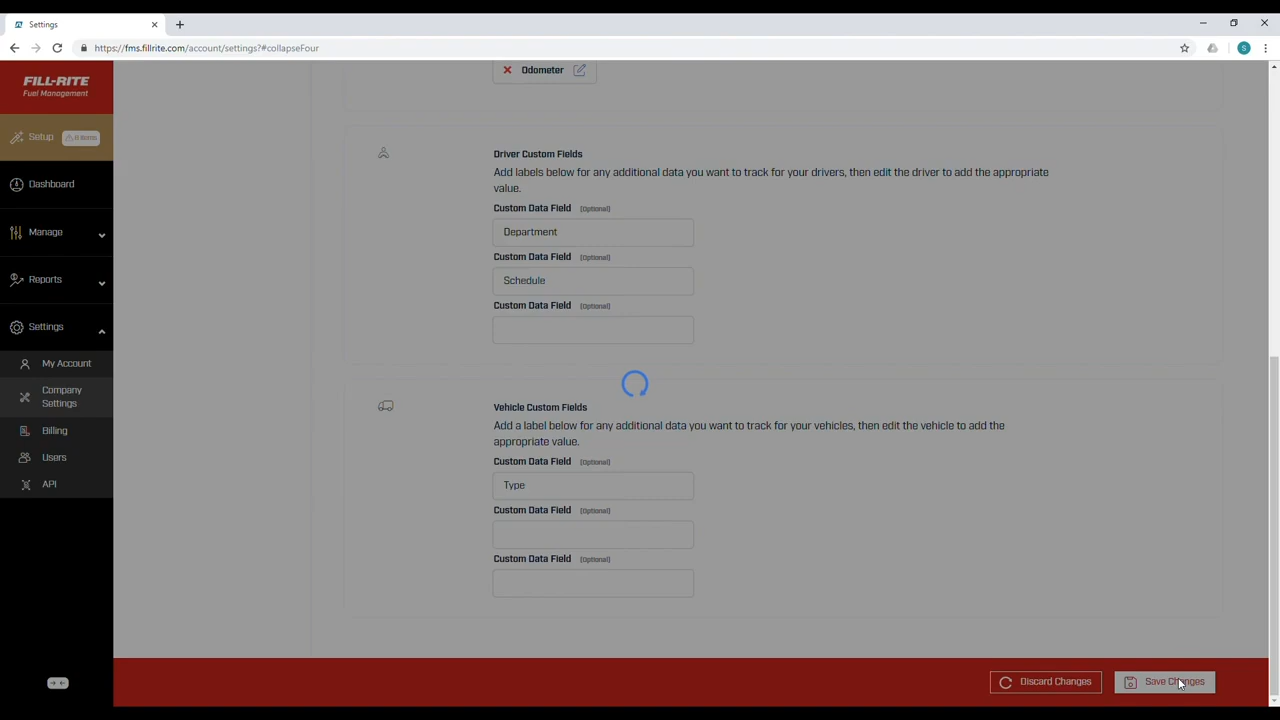 Settings
https://fms.fillrite.com/account/settings?#collapseFour
S
FILL-RITE
Fuel Management
Setup
Dashboard
Manage
Reports
Settings
My Account
Company
Settings
Billing
Users
API
Odometer
Driver Custom Fields
Add labels below for any additional data you want to track for your drivers, then edit the driver to add the appropriate
value.
Custom Data Field (Optional)
Department
Custom Data Field (Optional)
Schedule
Custom Data Field (Optional)
Vehicle Custom Fields
Add a label below for any additional data you want to track for your vehicles, then edit the vehicle to add the
appropriate value.
Custom Data Field (Optional)
Type
Custom Data Field (Optional)
Custom Data Field (Optional)
Discard Changes
Save Changes